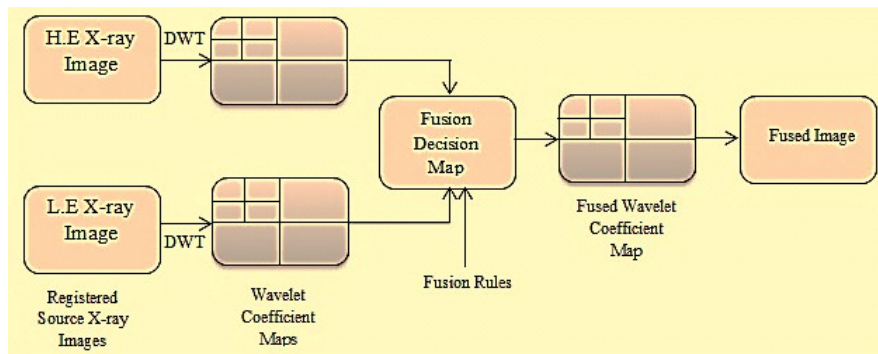 H.E X-ray
Image
DWT
Fusion
Decision
Map
Fused Image
L.E X-ray
Image
DWT
Fused Wavelet
Coefficient
Map
Fusion Rules
Registered
Source X-ray
Images
Wavelet
Coefficient
Maps